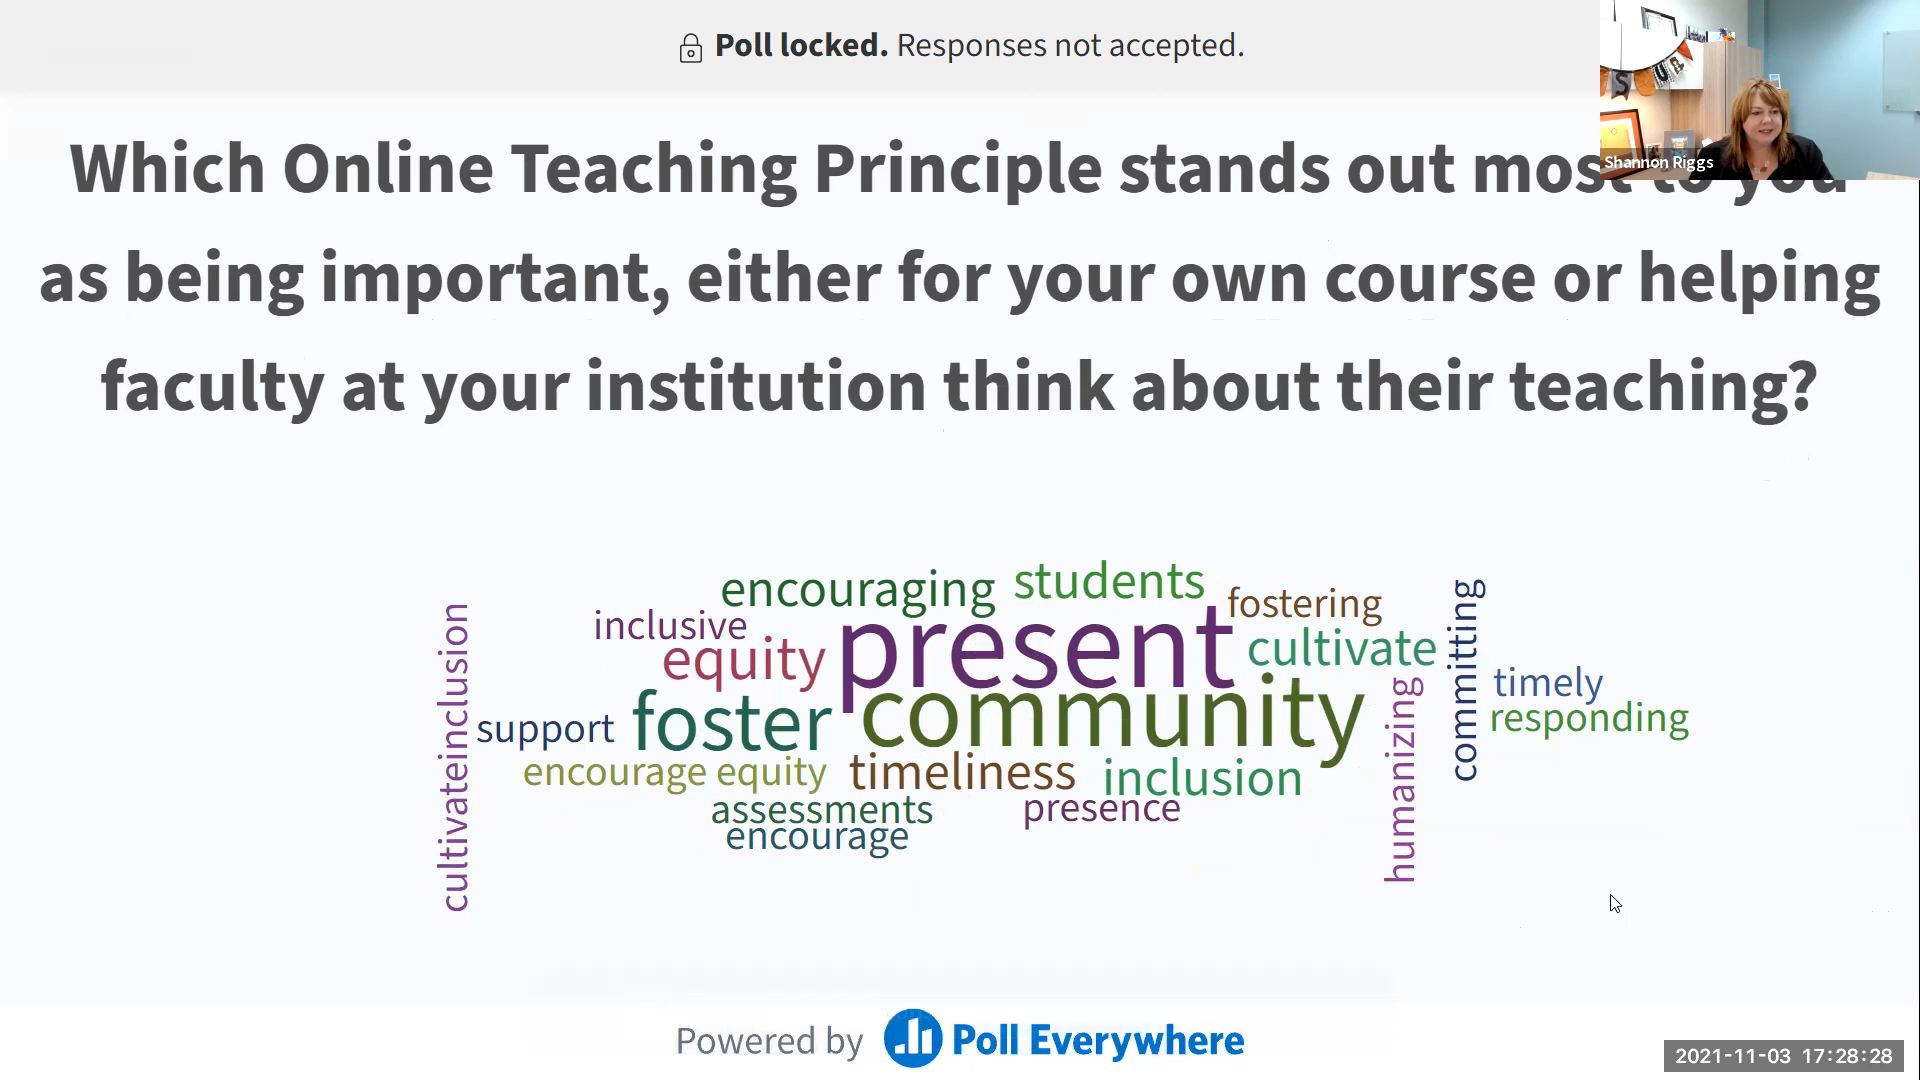 Poll locked. Responses not accepted.
Which Online Teaching Principle stands out most to you
as being important, either for your own course or helping
faculty at your institution think about their teaching?
Shannon Riggs
encouraging
students
fostering
inclusive
present
cultivate
equity
committing
timely
cultivateinclusion
support
foster
community
humanizing
responding
encourage equity
timeliness
inclusion
assessments
presence
encourage
Powered by Poll Everywhere
2021-11-03 17:28:28